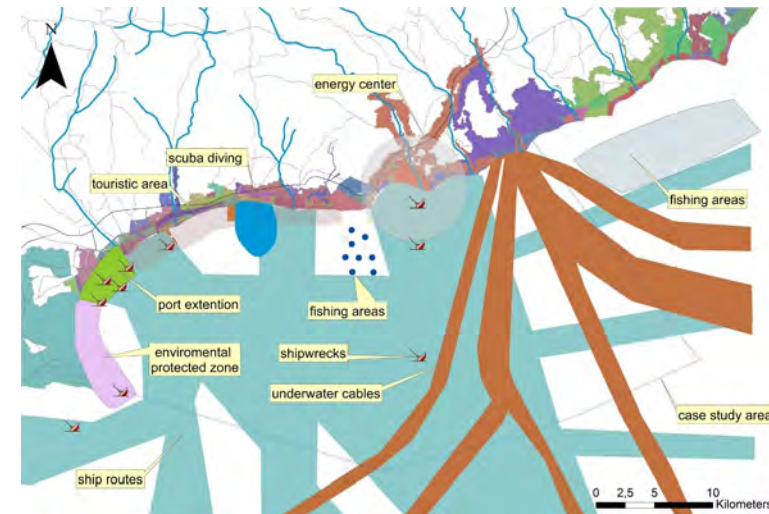 N
energy center
scuba diving
touristic area
fishing areas
port extention
fishing areas
enviromental
protected zone
shipwrecks
underwater cables
case study area
ship routes
0 2,5 5 10
Kilometers